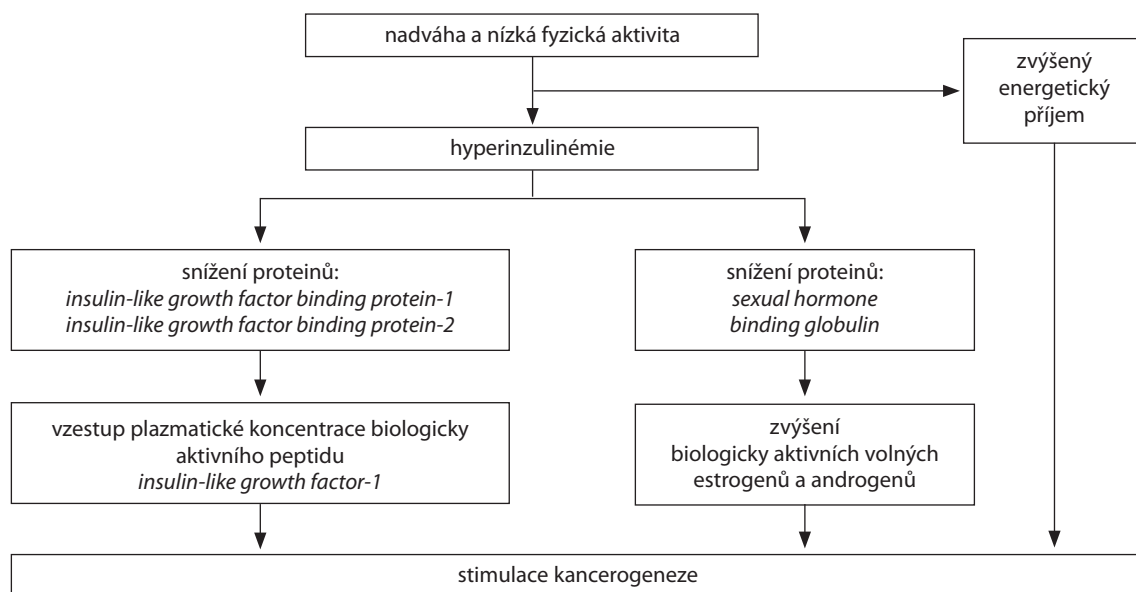 nadváha a nízká fyzická aktivita
zvýšený
energetický
příjem
hyperinzulinémie
snížení proteinů:
insulin-like growth factor binding protein-1
insulin-like growth factor binding protein-2
snížení proteinů:
sexual hormone
binding globulin
vzestup plazmatické koncentrace biologicky
aktivního peptidu
insulin-like growth factor-1
zvýšení
biologicky aktivních volných
estrogenů a androgenů
stimulace kancerogeneze